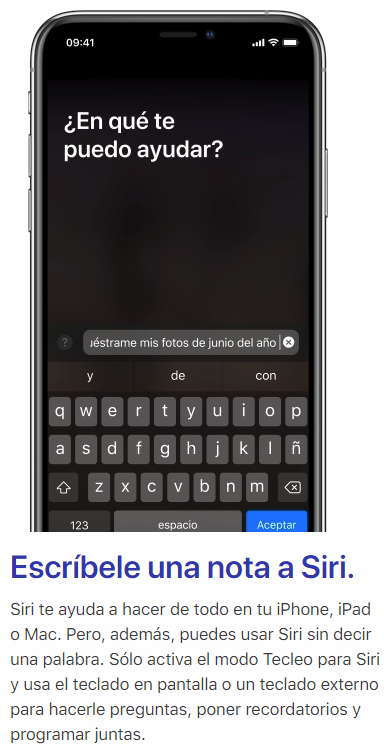 09:41
¿En qué te
puedo ayudar?
?
uéstrame mis fotos de junio del año
y de con
q w e r t y u i o p
a s d f g h j k l ñ
z x c v b n m
123 espacio Aceptar
Escríbele una nota a Siri.
Siri te ayuda a hacer de todo en tu iPhone, iPad
o Mac. Pero, además, puedes usar Siri sin decir
una palabra. Sólo activa el modo Tecleo para Siri
y usa el teclado en pantalla o un teclado externo
para hacerle preguntas, poner recordatorios y
programar juntas.